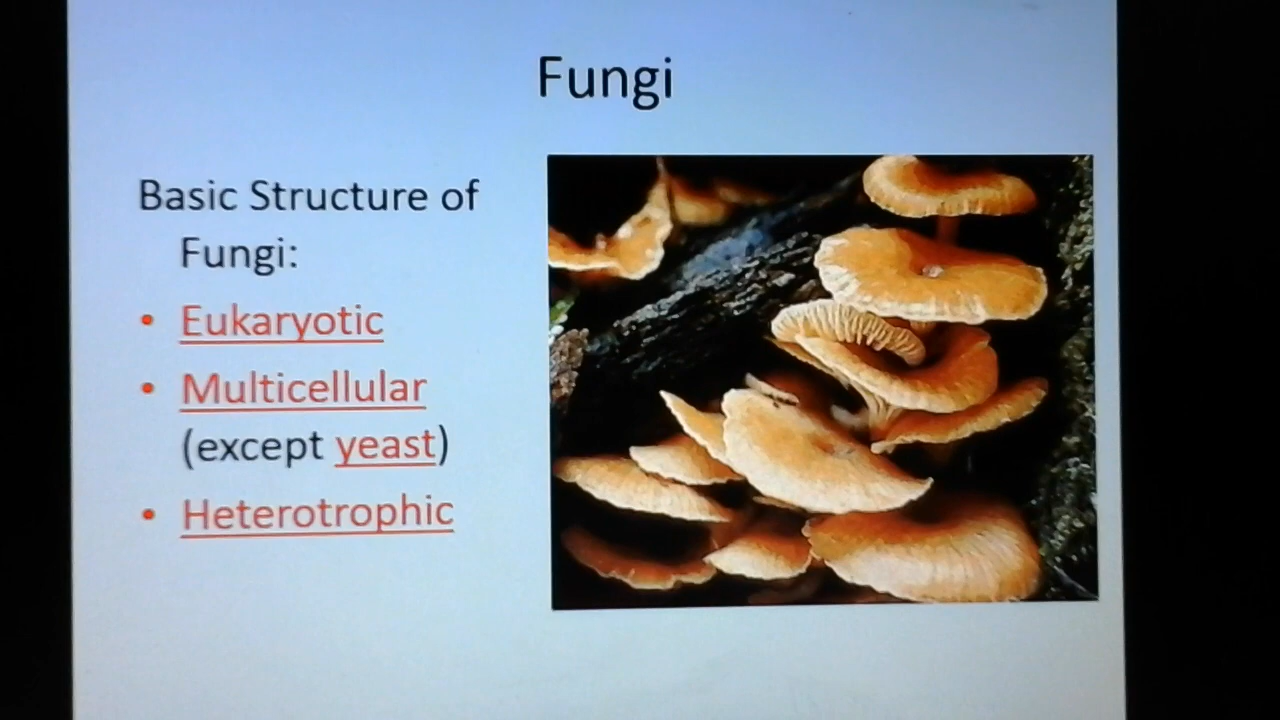 Fungi
Basic Structure of
Fungi:
• Eukaryotic
• Multicellular
(except yeast)
• Heterotrophic